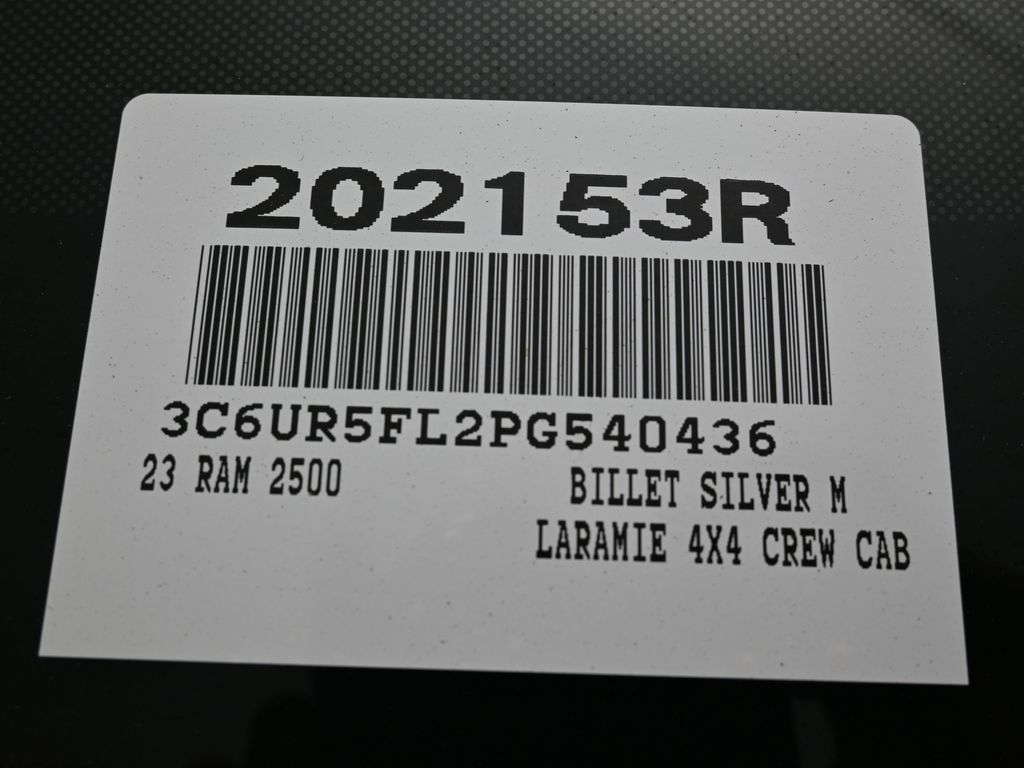 202153R
3C6UR5FL2PG540436
23 RAM 2500 BILLET SILVER M
LARAMIE 4X4 CREW CAB